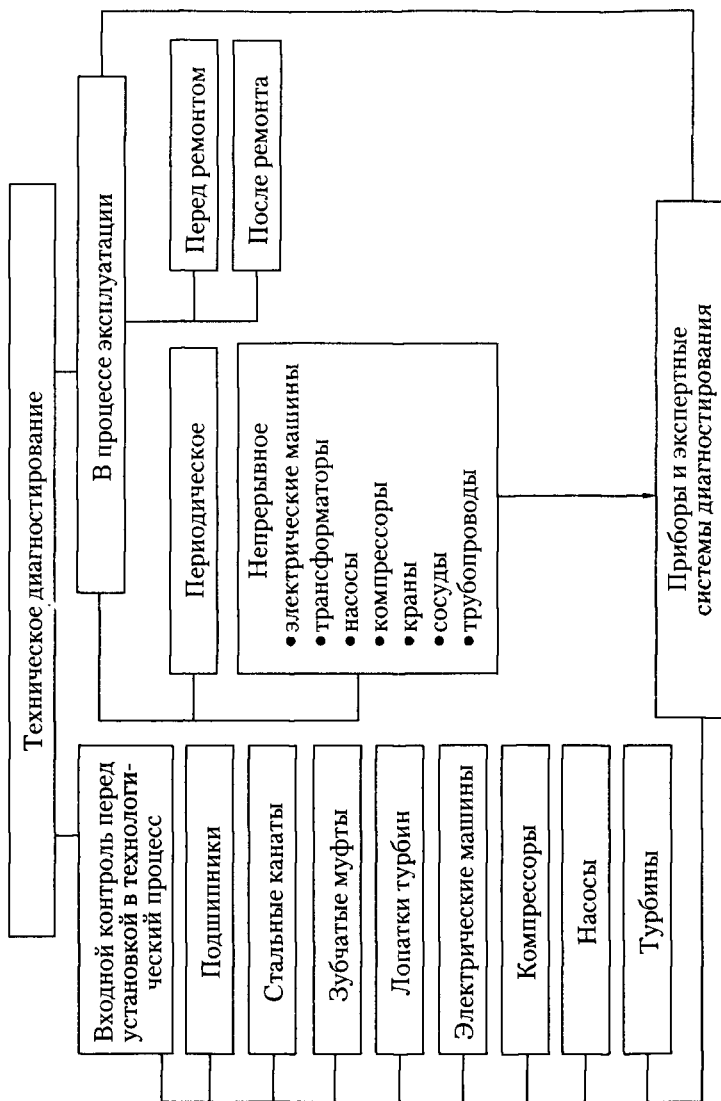 Техническое диагностирование
Входной контроль перед
установкой в технологи-
ческий процесс
Подшипники
Стальные канаты
Зубчатые муфты
Лопатки турбин
Электрические машины
Компрессоры
Насосы
Турбины
В процессе эксплуатации
Периодическое
Непрерывное
• электрические машины
• трансформаторы
• насосы
• компрессоры
• краны
• сосуды
• трубопроводы
Перед ремонтом
После ремонта
Приборы и экспертные
системы диагностирования